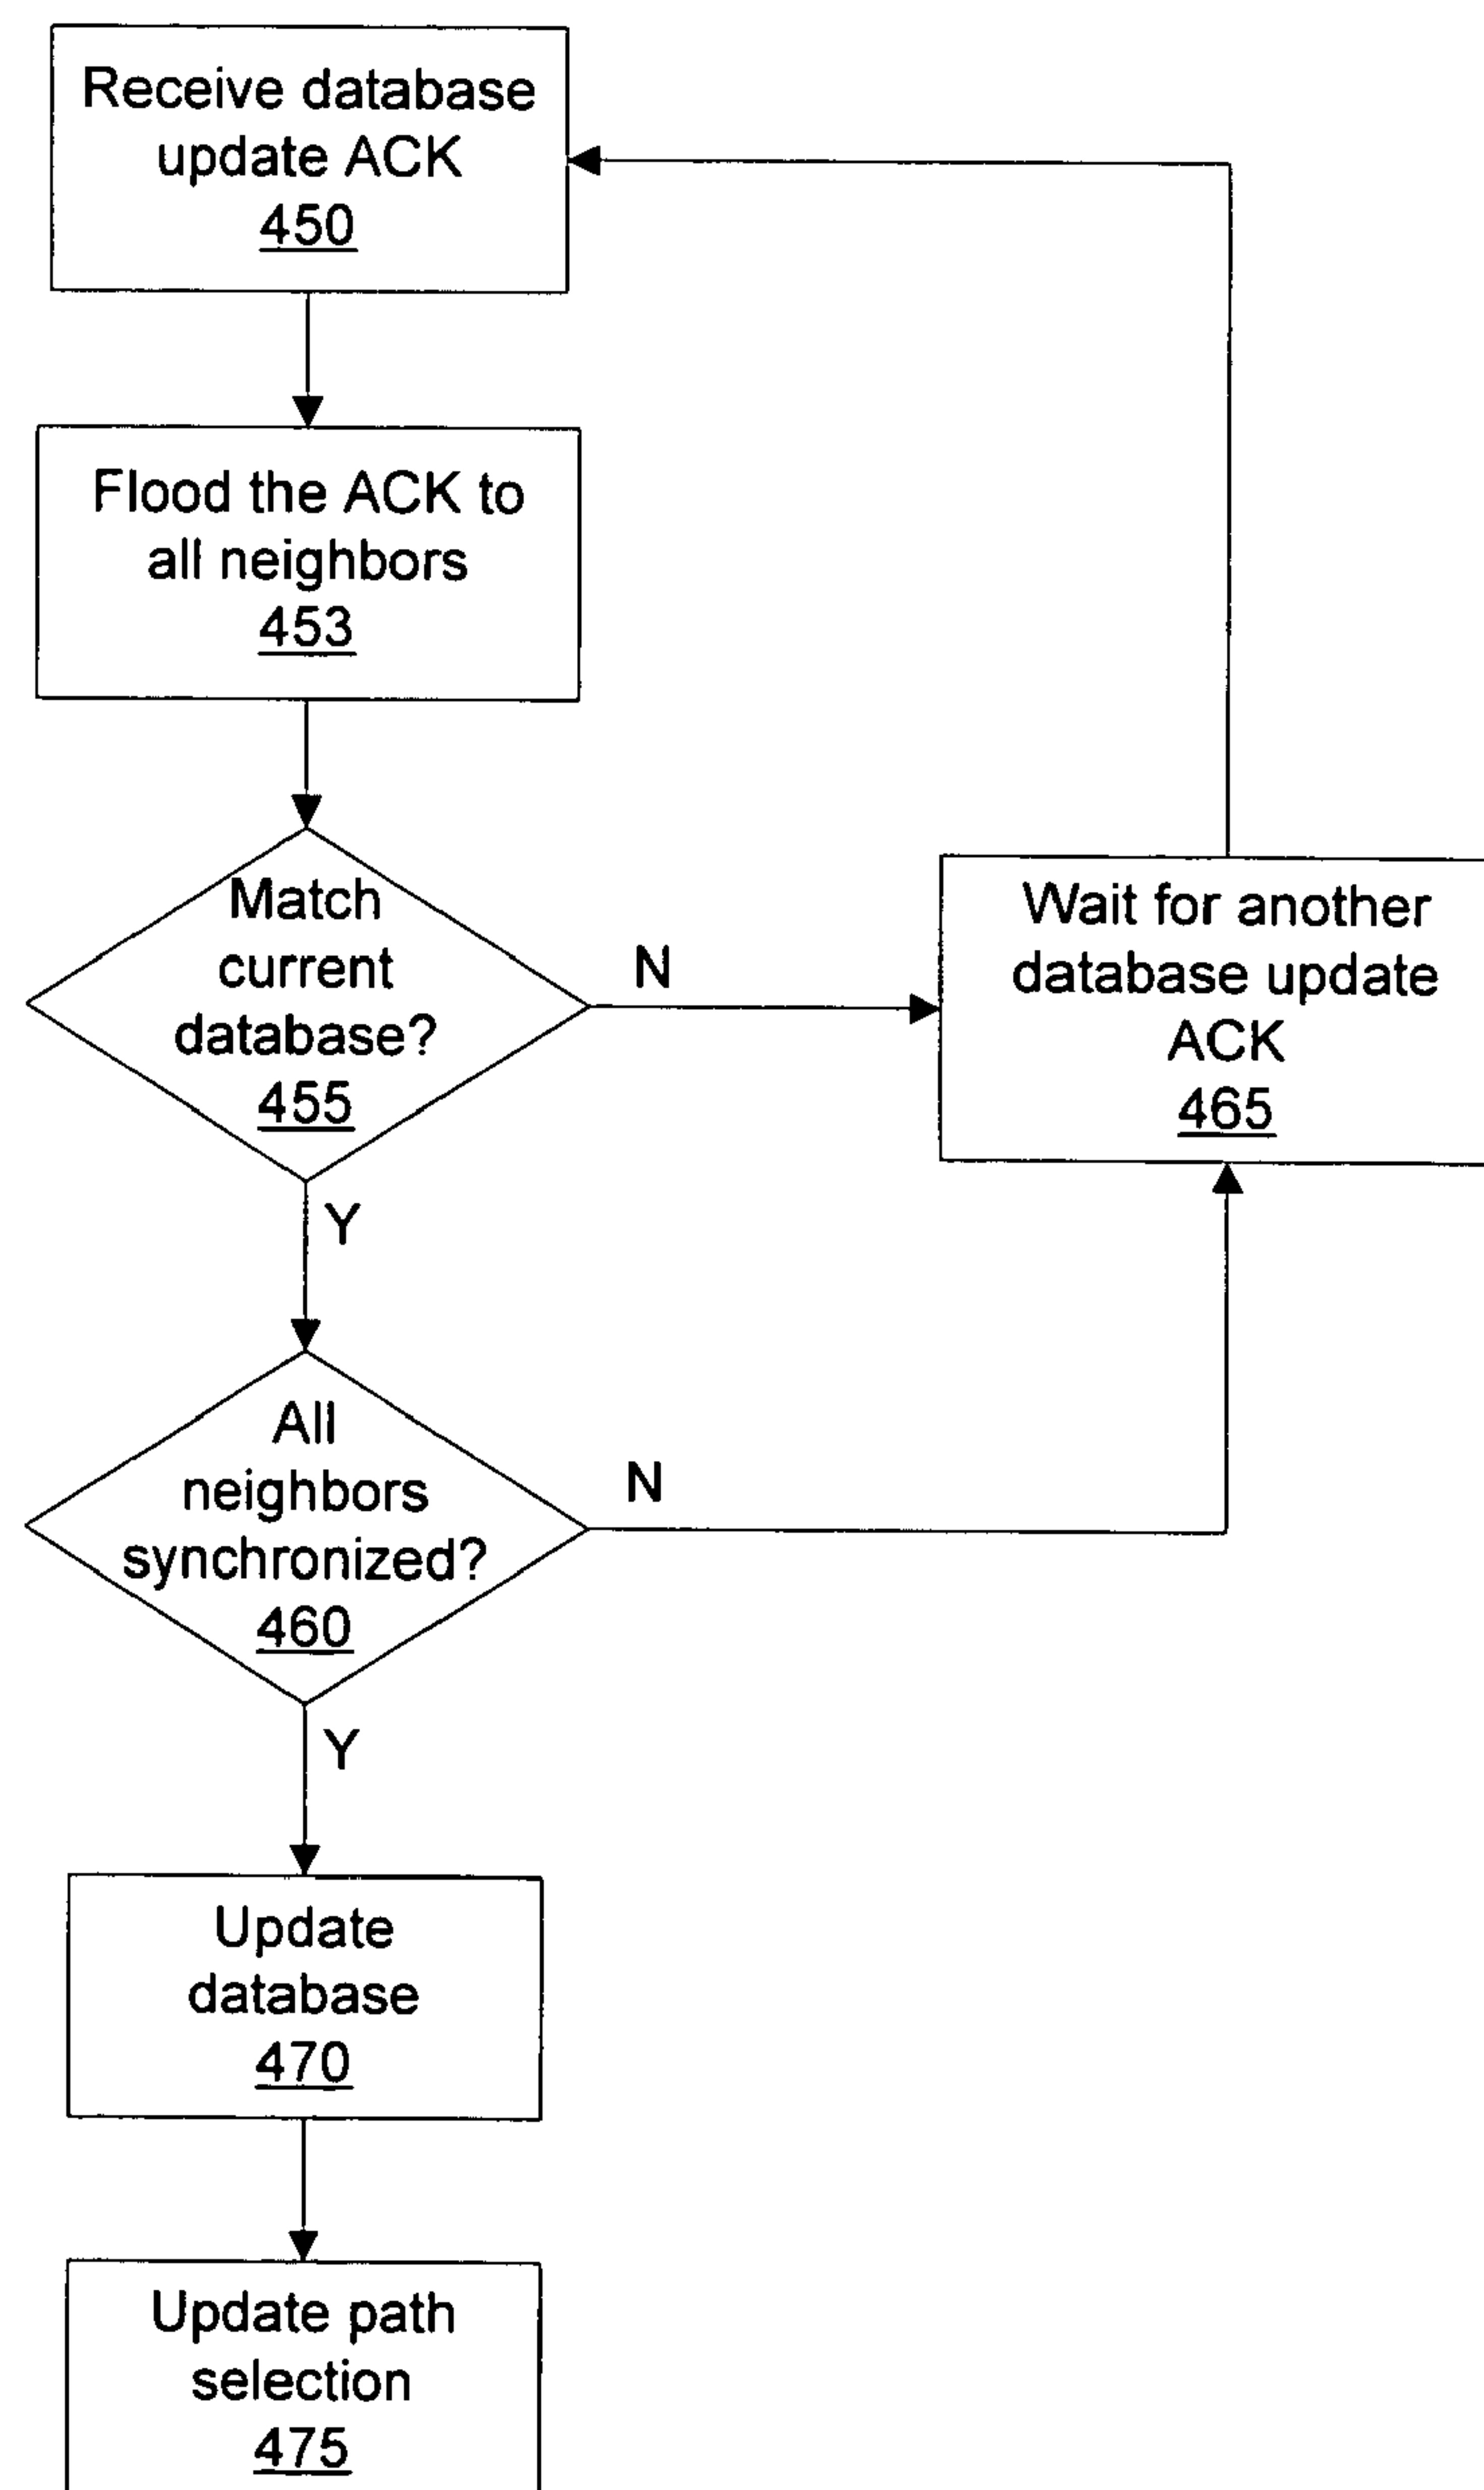 Receive database
update ACK
450
Flood the ACK to
all neighbors
453
Match
current
database?
455
N
Wait for another
database update
ACK
465
Y
All
neighbors
synchronized?
460
N
Y
Update
database
470
Update path
selection
475